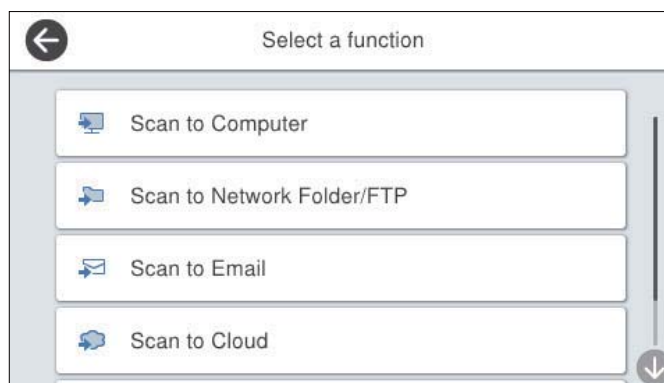 Select a function
Scan to Computer
Scan to Network Folder/FTP
Scan to Email
Scan to Cloud